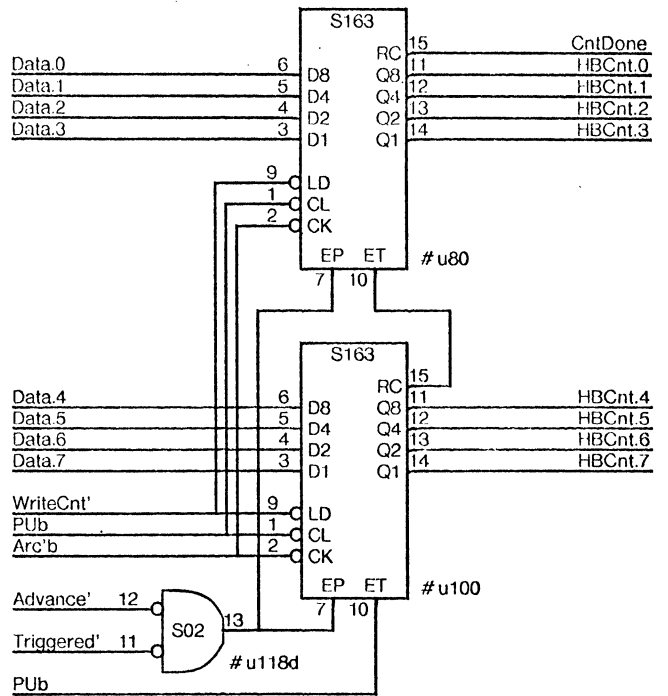 S163
RC 15 CntDone
Data.0 6 D8 Q8 11 HBCnt.0
Data.1 5 D4 Q4 12 HBCnt.1
Data.2 4 D2 Q2 13 HBCnt.2
Data.3 3 D1 Q1 14 HBCnt.3
9 LD
1 CL
2 CK
EP ET
7 10
#u80
S163
RC 15
Data.4 6 D8 Q8 11 HBCnt.4
Data.5 5 D4 Q4 12 HBCnt.5
Data.6 4 D2 Q2 13 HBCnt.6
Data.7 3 D1 Q1 14 HBCnt.7
WriteCnt' 9 LD
PUb 1 CL
Arc'b 2 CK
EP ET
7 10
#u100
Advance' 12
S02 13
Triggered' 11
#u118d
PUb